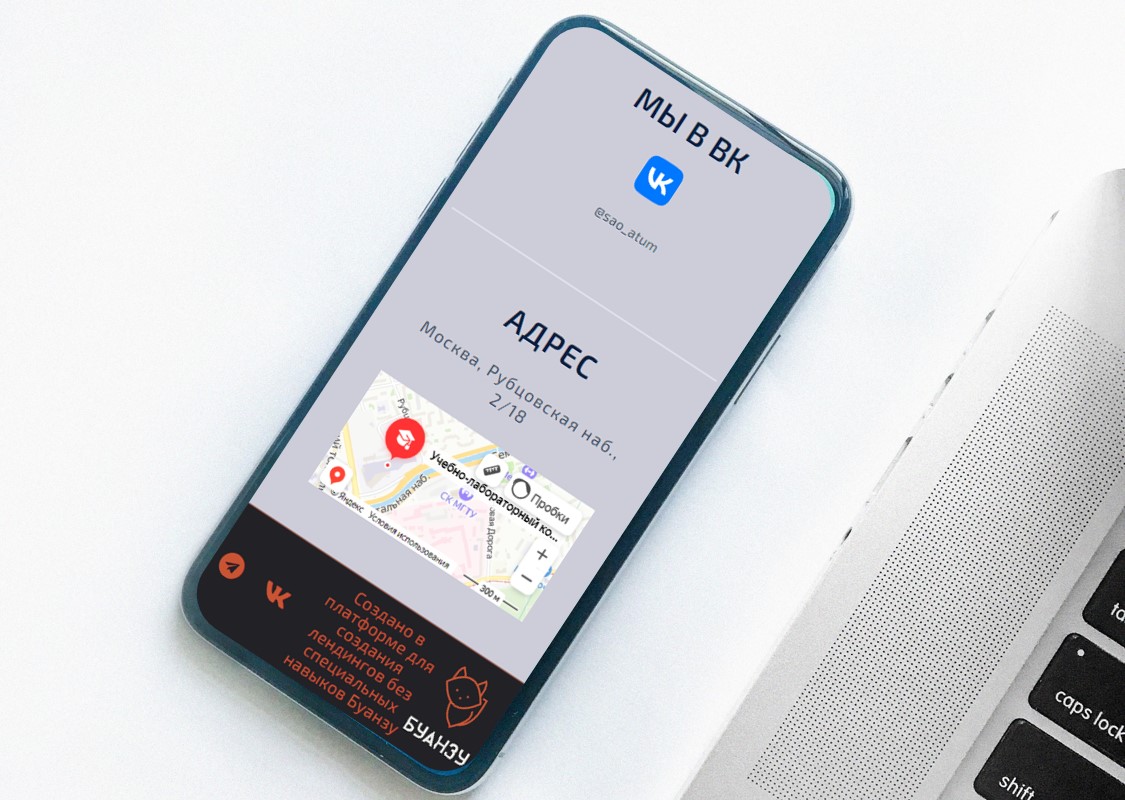 МЫ В ВК
@sao_atum
АДРЕС
Москва, Рубцовская наб.,
2/18
Учебно-лабораторный ко...
Пробки
СК МГТУ
Яндекс
Условия использования
300 м
+
−
Создано в
платформе для
создания
лендингов без
специальных
навыков Буанзу
БУАНЗУ
caps lock
shift